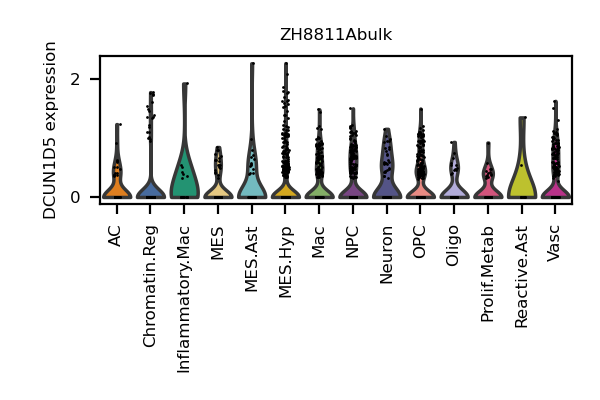 ZH8811Abulk
DCUN1D5 expression
2
0
AC
Chromatin.Reg
Inflammatory.Mac
MES
MES.Ast
MES.Hyp
Mac
NPC
Neuron
OPC
Oligo
Prolif.Metab
Reactive.Ast
Vasc